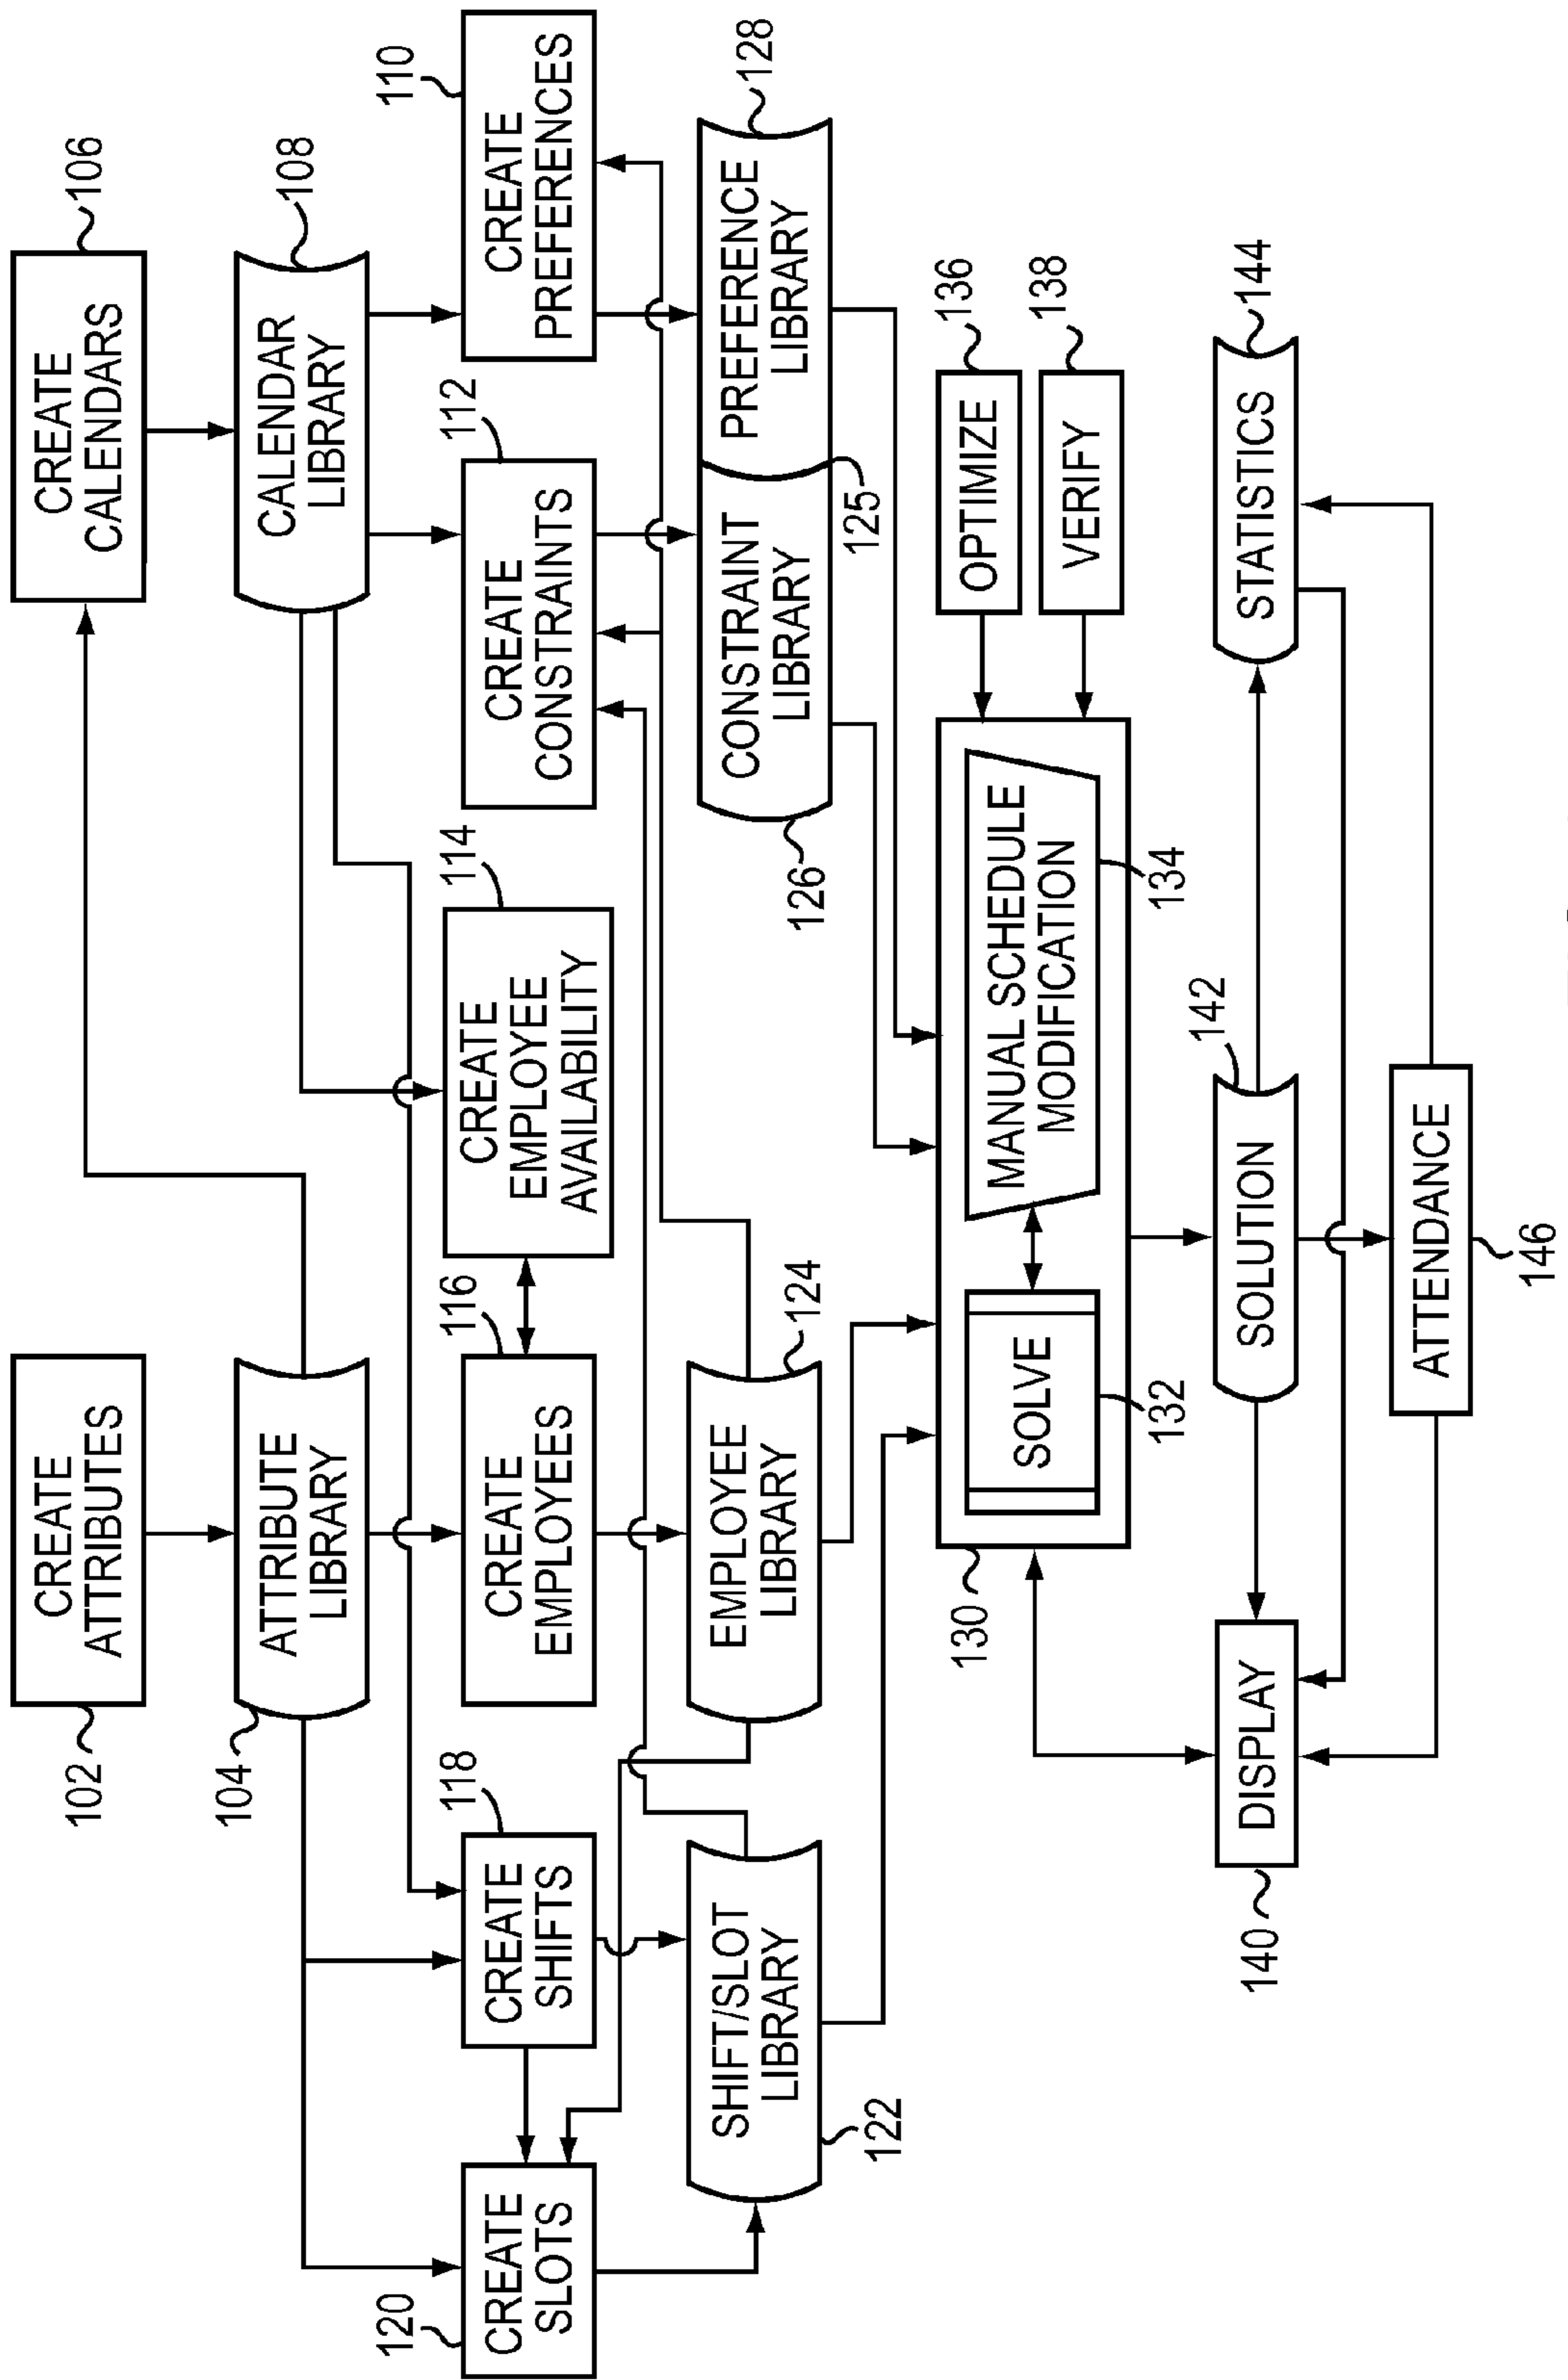 CREATE
ATTRIBUTES
102
CREATE
CALENDARS
106
ATTRIBUTE
LIBRARY
104
CALENDAR
LIBRARY
108
CREATE
SLOTS
120
CREATE
SHIFTS
118
CREATE
EMPLOYEES
116
CREATE
EMPLOYEE
AVAILABILITY
114
CREATE
CONSTRAINTS
112
CREATE
PREFERENCES
110
SHIFT/SLOT
LIBRARY
122
EMPLOYEE
LIBRARY
124
CONSTRAINT
LIBRARY
126
125
PREFERENCE
LIBRARY
128
130
SOLVE
132
MANUAL SCHEDULE
MODIFICATION
134
OPTIMIZE
136
VERIFY
138
DISPLAY
140
SOLUTION
142
STATISTICS
144
ATTENDANCE
146